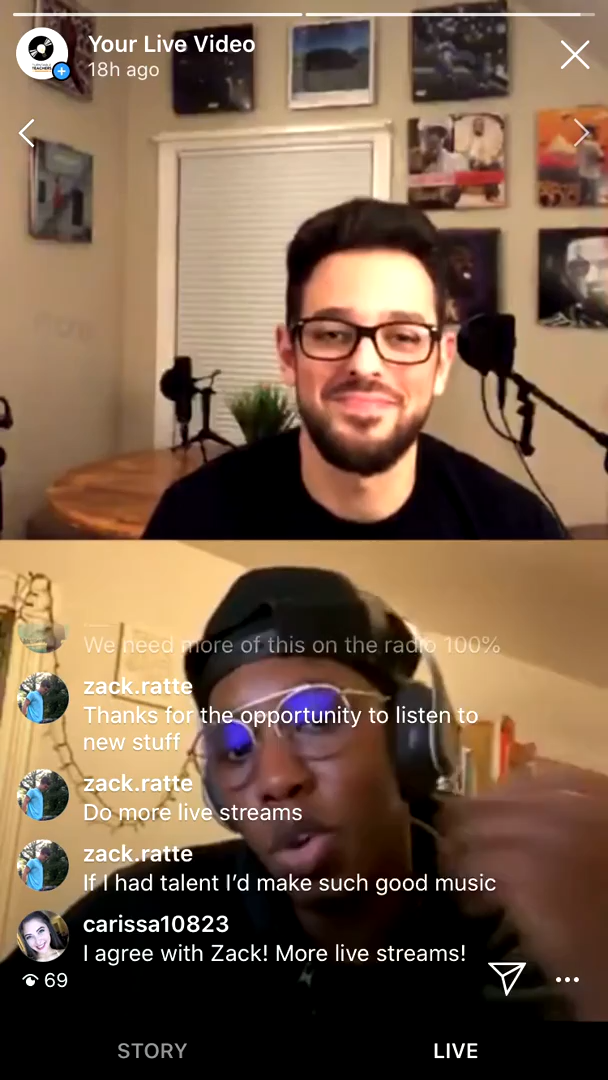 Your Live Video
18h ago
We need more of this on the radio 100%
zack.ratte
Thanks for the opportunity to listen to
new stuff
zack.ratte
Do more live streams
zack.ratte
If I had talent I’d make such good music
carissa10823
I agree with Zack! More live streams!
69
STORY
LIVE